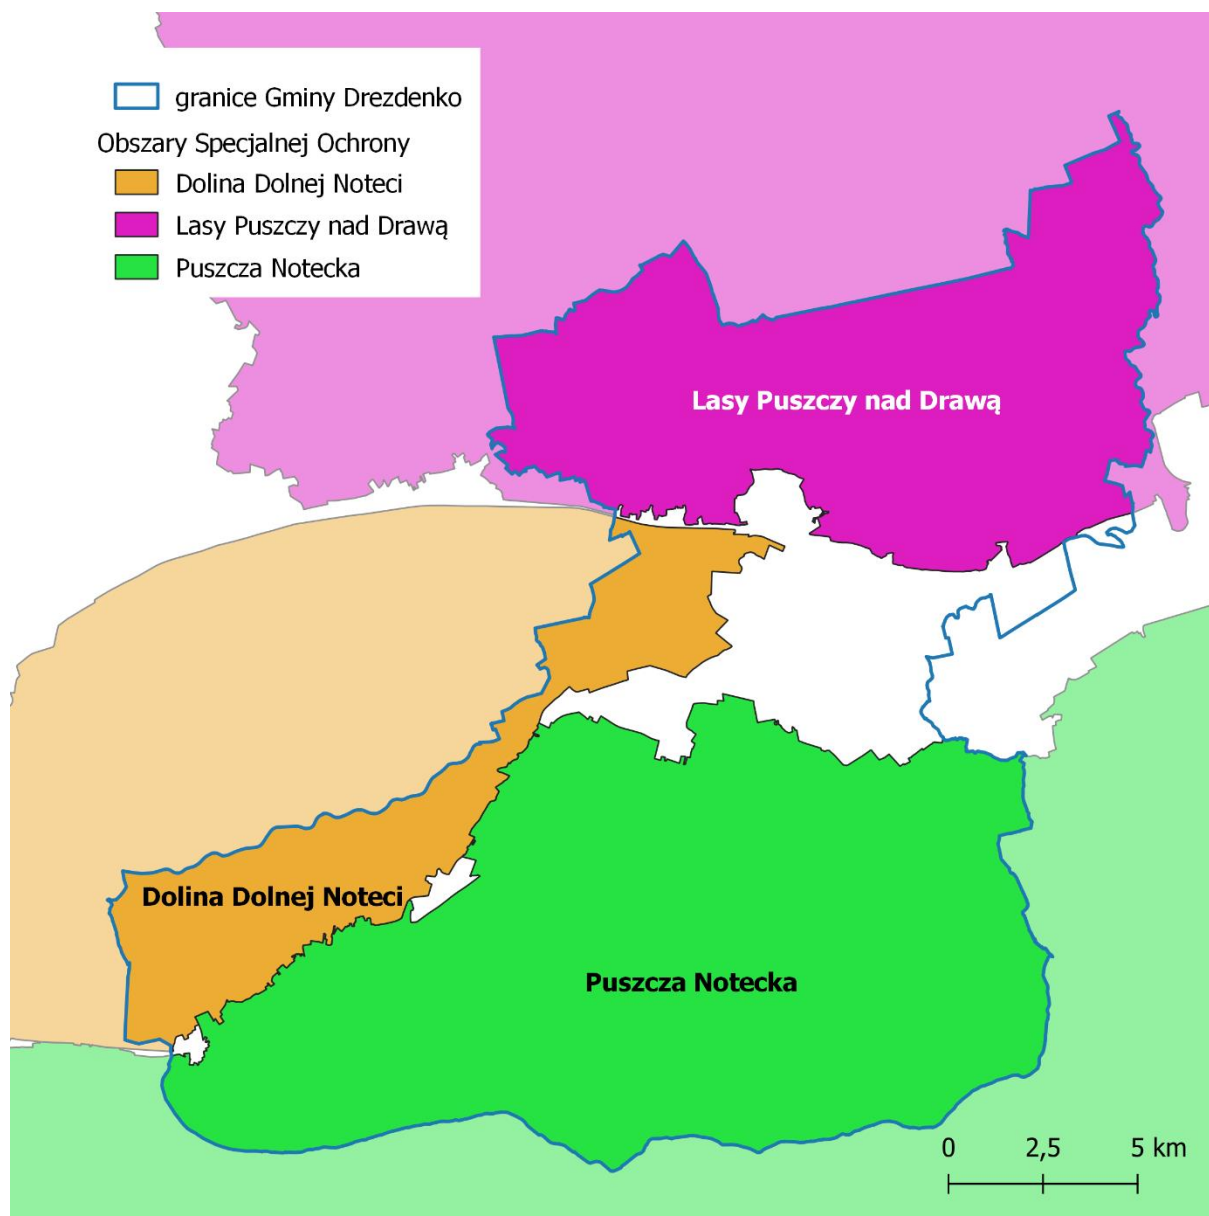 granice Gminy Drezdenko
Obszary Specjalnej Ochrony
Dolina Dolnej Noteci
Lasy Puszczy nad Drawą
Puszcza Notecka
Lasy Puszczy nad Drawą
Dolina Dolnej Noteci
Puszcza Notecka
0 2,5 5 km